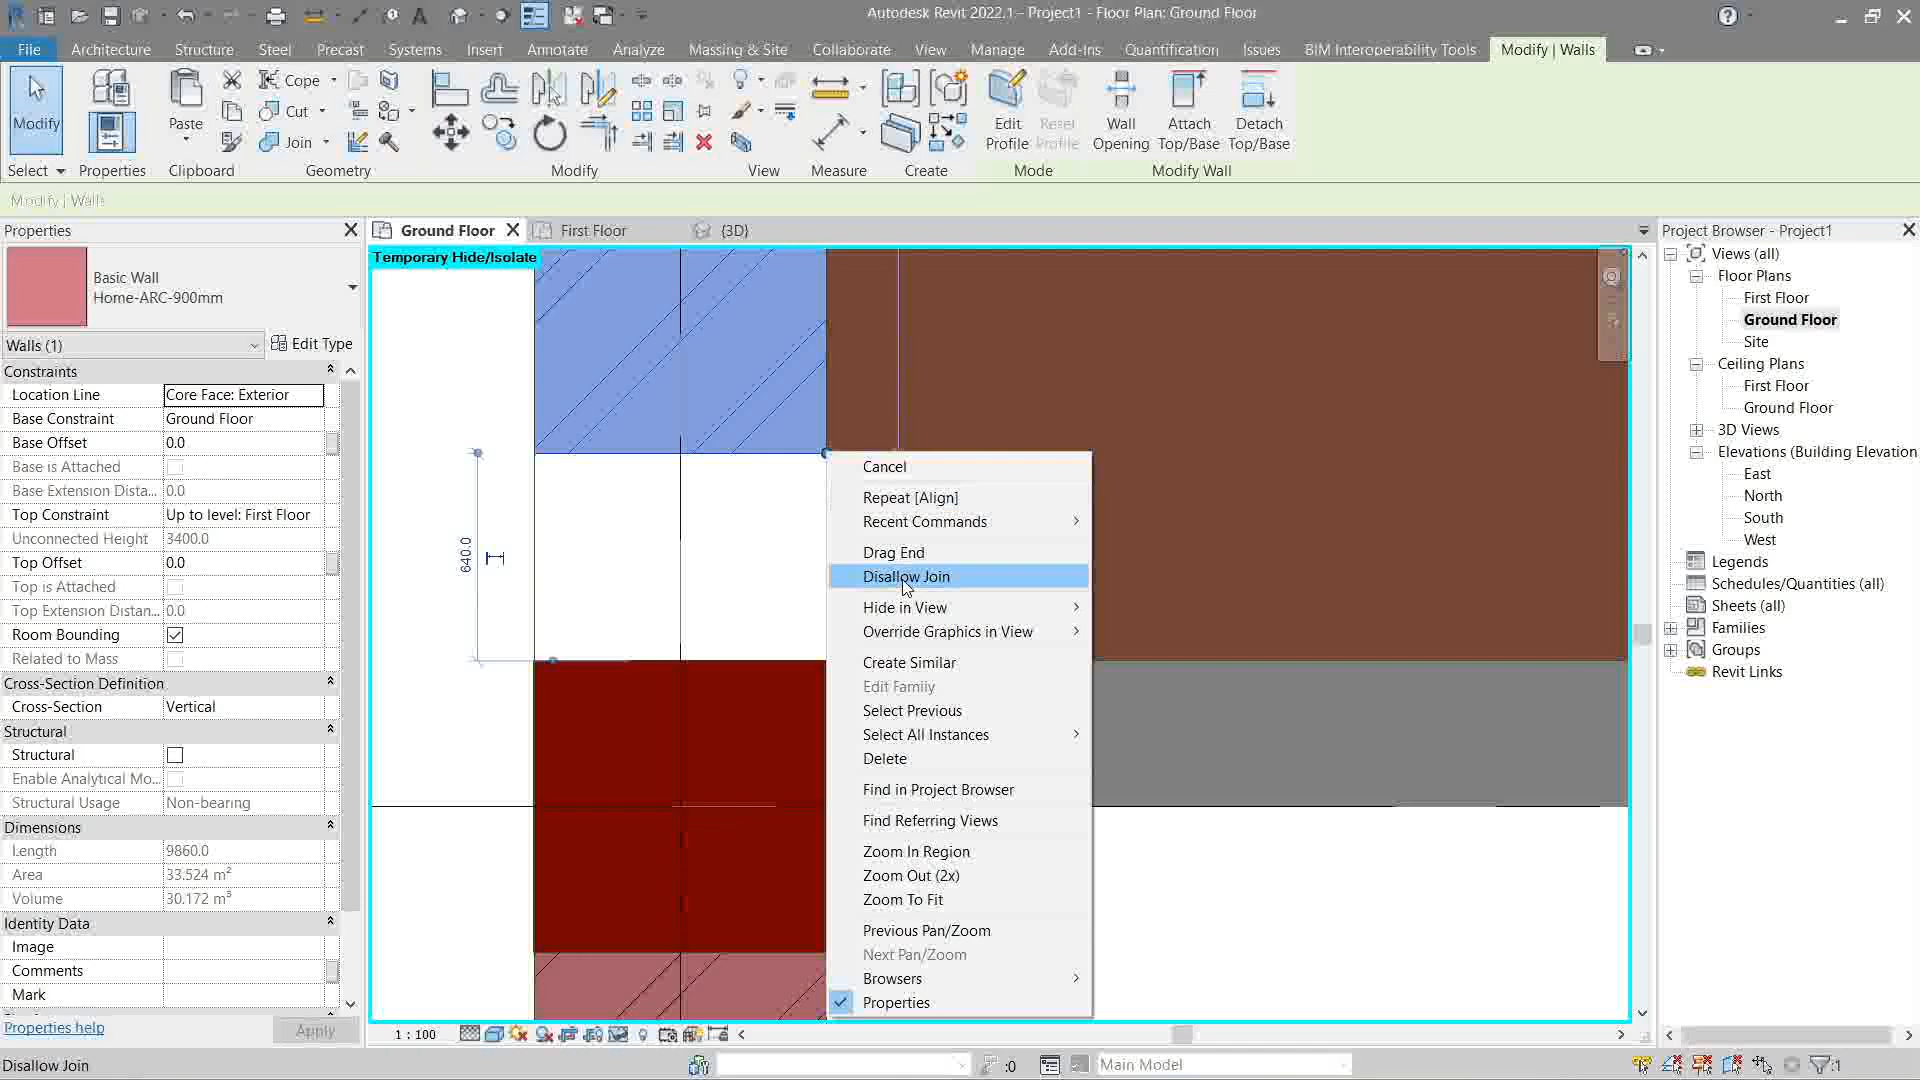 Autodesk Revit 2022.1 - Project1 - Floor Plan: Ground Floor
File Architecture Structure Steel Precast Systems Insert Annotate Analyze Massing & Site Collaborate View Manage Add-Ins Quantification Issues BIM Interoperability Tools Modify | Walls
Modify
Paste
Cope
Cut
Join
Edit Profile
Reset Profile
Wall Opening
Attach Top/Base
Detach Top/Base
Select Properties Clipboard Geometry Modify View Measure Create Mode Modify Wall
Modify | Walls
Properties
Basic Wall
Home-ARC-900mm
Walls (1)
Edit Type
Constraints
Location Line Core Face: Exterior
Base Constraint Ground Floor
Base Offset 0.0
Base is Attached
Base Extension Dista... 0.0
Top Constraint Up to level: First Floor
Unconnected Height 3400.0
Top Offset 0.0
Top is Attached
Top Extension Distan... 0.0
Room Bounding
Related to Mass
Cross-Section Definition
Cross-Section Vertical
Structural
Structural
Enable Analytical Mo...
Structural Usage Non-bearing
Dimensions
Length 9860.0
Area 33.524 m²
Volume 30.172 m³
Identity Data
Image
Comments
Mark
Properties help
Apply
Ground Floor First Floor {3D}
Temporary Hide/Isolate
640.0
Cancel
Repeat [Align]
Recent Commands
Drag End
Disallow Join
Hide in View
Override Graphics in View
Create Similar
Edit Family
Select Previous
Select All Instances
Delete
Find in Project Browser
Find Referring Views
Zoom In Region
Zoom Out (2x)
Zoom To Fit
Previous Pan/Zoom
Next Pan/Zoom
Browsers
Properties
1 : 100
Project Browser - Project1
Views (all)
Floor Plans
First Floor
Ground Floor
Site
Ceiling Plans
First Floor
Ground Floor
3D Views
Elevations (Building Elevation
East
North
South
West
Legends
Schedules/Quantities (all)
Sheets (all)
Families
Groups
Revit Links
Disallow Join
:0
Main Model
:1